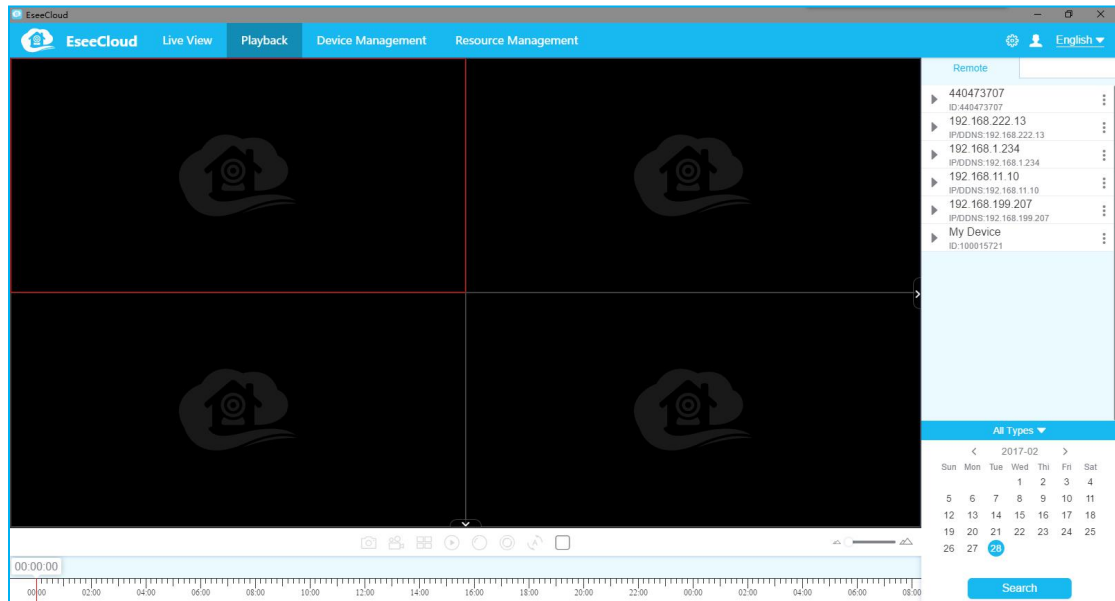 EseeCloud
EseeCloud Live View Playback Device Management Resource Management English
Remote
440473707
ID:440473707
192.168.222.13
IP/DDNS:192.168.222.13
192.168.1.234
IP/DDNS:192.168.1.234
192.168.11.10
IP/DDNS:192.168.11.10
192.168.199.207
IP/DDNS:192.168.199.207
My Device
ID:100015721
All Types
< 2017-02 >
Sun Mon Tue Wed Thi Fri Sat
1 2 3 4
5 6 7 8 9 10 11
12 13 14 15 16 17 18
19 20 21 22 23 24 25
26 27 28
A
00:00:00
Search
00:00 02:00 04:00 06:00 08:00 10:00 12:00 14:00 16:00 18:00 20:00 22:00 00:00 02:00 04:00 06:00 08:00